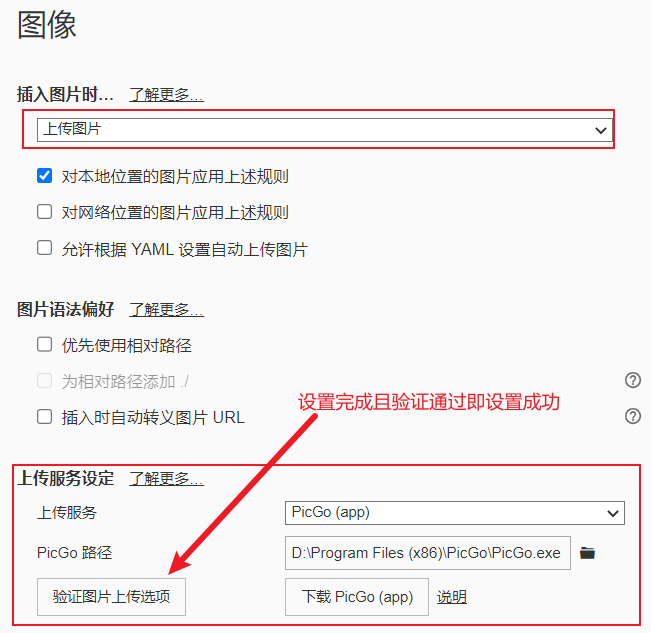 图像
插入图片时... 了解更多...
上传图片
对本地位置的图片应用上述规则
对网络位置的图片应用上述规则
允许根据 YAML 设置自动上传图片
图片语法偏好 了解更多...
优先使用相对路径
为相对路径添加 ./
插入时自动转义图片 URL
设置完成且验证通过即设置成功
上传服务设定 了解更多...
上传服务 PicGo (app)
PicGo 路径 D:\Program Files (x86)\PicGo\PicGo.exe
验证图片上传选项 下载 PicGo (app) 说明